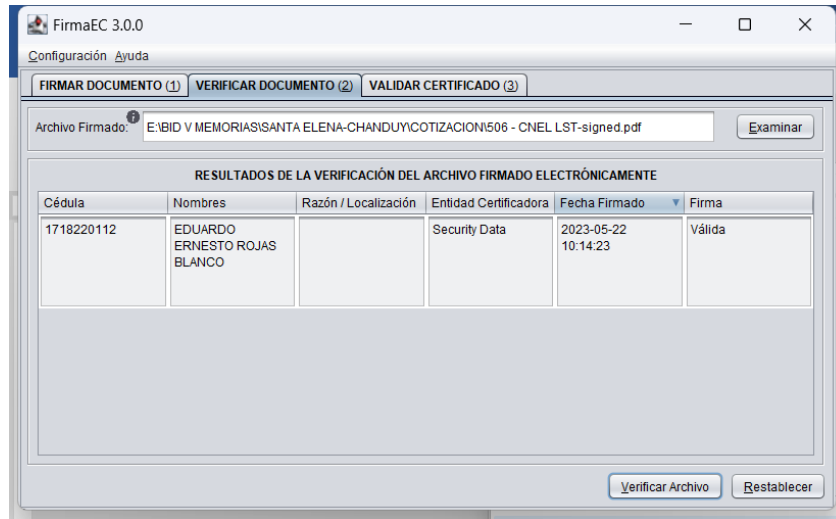 FirmaEC 3.0.0
Configuración Ayuda
FIRMAR DOCUMENTO (1) VERIFICAR DOCUMENTO (2) VALIDAR CERTIFICADO (3)
Archivo Firmado: E:\BID V MEMORIAS\SANTA ELENA-CHANDUY\COTIZACION\506 - CNEL LST-signed.pdf Examinar
RESULTADOS DE LA VERIFICACIÓN DEL ARCHIVO FIRMADO ELECTRÓNICAMENTE
Cédula Nombres Razón / Localización Entidad Certificadora Fecha Firmado Firma
1718220112 EDUARDO Security Data 2023-05-22 Válida
ERNESTO ROJAS 10:14:23
BLANCO
Verificar Archivo Restablecer